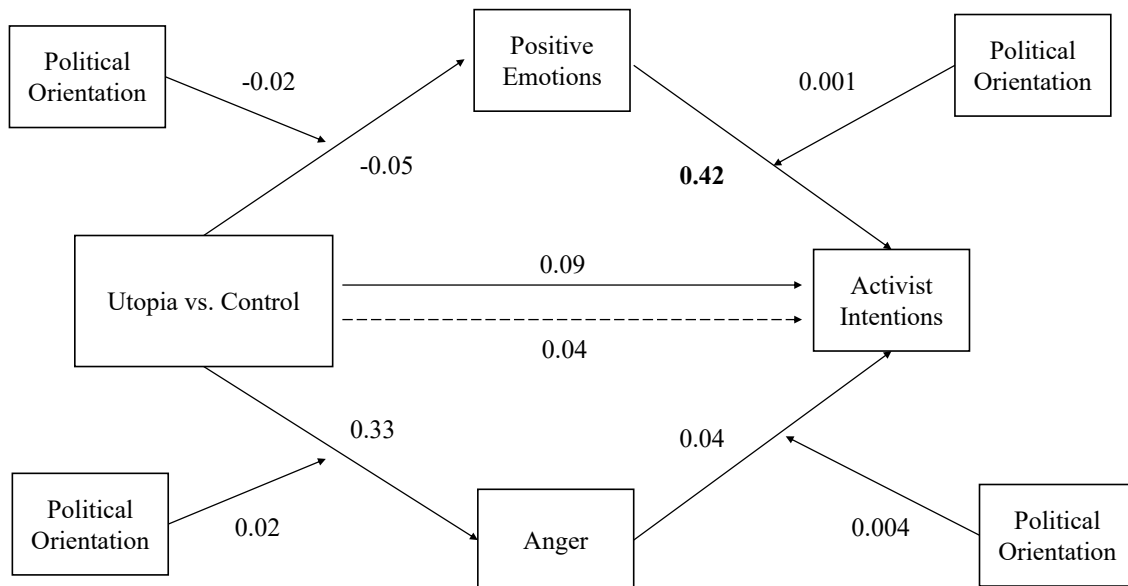 Political
Orientation
-0.02
Positive
Emotions
0.001
Political
Orientation
-0.05
0.42
Utopia vs. Control
0.09
0.04
Activist
Intentions
0.33
0.04
Political
Orientation
0.02
Anger
0.004
Political
Orientation